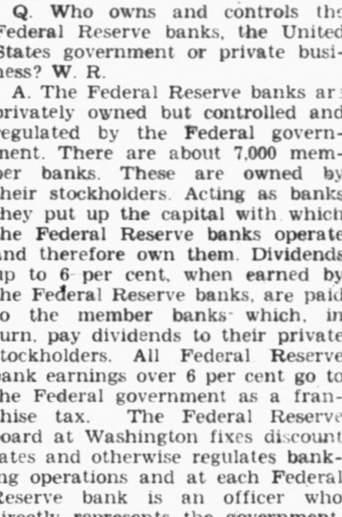 Q. Who owns and controls the
Federal Reserve banks, the United
States government or private busi-
ness? W. R.
A. The Federal Reserve banks are
privately owned but controlled and
regulated by the Federal govern-
ment. There are about 7,000 mem-
ber banks. These are owned by
their stockholders. Acting as banks
they put up the capital with which
the Federal Reserve banks operate
and therefore own them. Dividends
up to 6 per cent, when earned by
the Federal Reserve banks, are paid
to the member banks which, in
turn, pay dividends to their private
stockholders. All Federal Reserve
bank earnings over 6 per cent go to
the Federal government as a fran-
chise tax. The Federal Reserve
board at Washington fixes discount
rates and otherwise regulates bank-
ing operations and at each Federal
Reserve bank is an officer who
directly represents the government